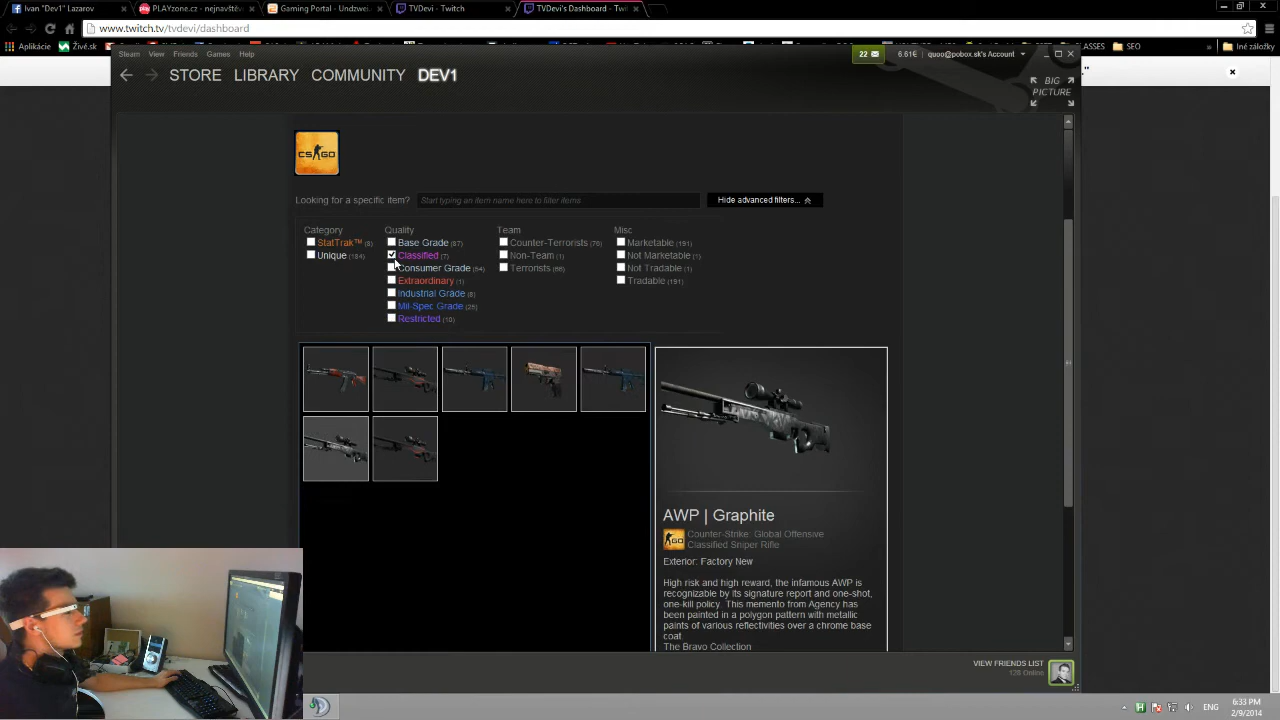 Ivan "Dev1" Lazarov
PLAYzone.cz - nejnavštěv
Gaming Portal - Undzwei
TVDevi - Twitch
TVDevi's Dashboard - Twi
www.twitch.tv/tvdevi/dashboard
Aplikácie
Živé.sk
CLASSES
SEO
Iné záložky
Steam View Friends Games Help
22
6.61€
quoo@pobox.sk's Account
STORE LIBRARY COMMUNITY DEV1
BIG PICTURE
CS GO
Looking for a specific item?
Start typing an item name here to filter items
Hide advanced filters...
Category
StatTrak™ (8)
Unique (184)
Quality
Base Grade (87)
Classified (7)
Consumer Grade (54)
Extraordinary (1)
Industrial Grade (8)
Mil-Spec Grade (25)
Restricted (10)
Team
Counter-Terrorists (70)
Non-Team (1)
Terrorists (66)
Misc
Marketable (191)
Not Marketable (1)
Not Tradable (1)
Tradable (191)
AWP | Graphite
Counter-Strike: Global Offensive
Classified Sniper Rifle
Exterior: Factory New
High risk and high reward, the infamous AWP is
recognizable by its signature report and one-shot,
one-kill policy. This memento from Agency has
been painted in a polygon pattern with metallic
paints of various reflectivities over a chrome base
coat.
The Bravo Collection
VIEW FRIENDS LIST
128 Online
ENG
6:33 PM
2/9/2014